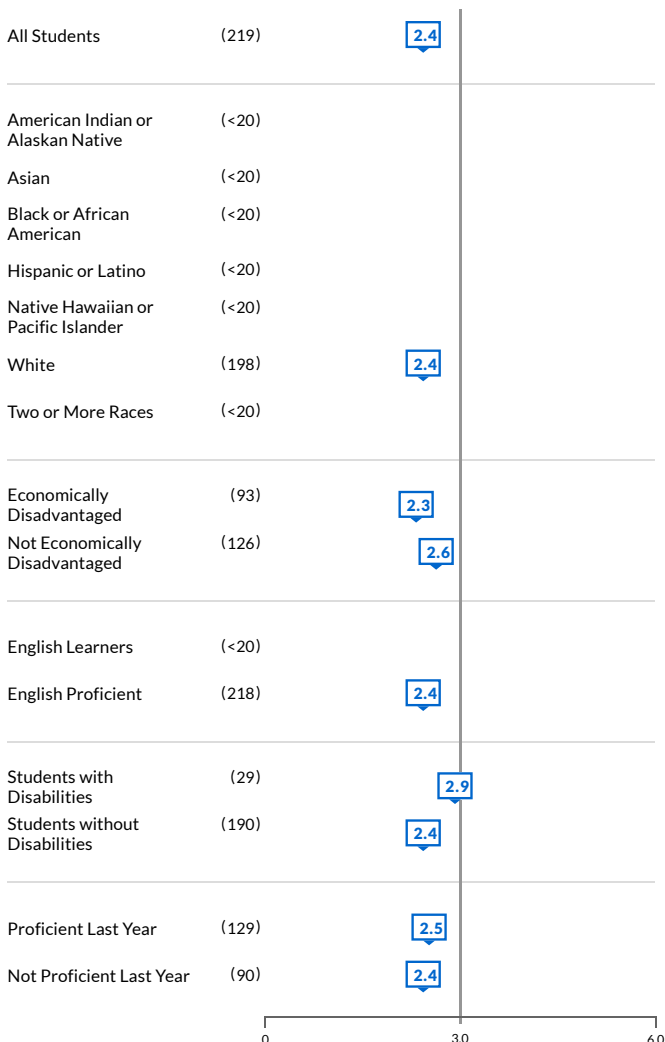 All Students (219) 2.4
American Indian or (<20)
Alaskan Native
Asian (<20)
Black or African (<20)
American
Hispanic or Latino (<20)
Native Hawaiian or (<20)
Pacific Islander
White (198) 2.4
Two or More Races (<20)
Economically (93) 2.3
Disadvantaged
Not Economically (126) 2.6
Disadvantaged
English Learners (<20)
English Proficient (218) 2.4
Students with (29) 2.9
Disabilities
Students without (190) 2.4
Disabilities
Proficient Last Year (129) 2.5
Not Proficient Last Year (90) 2.4
0 3.0 6.0